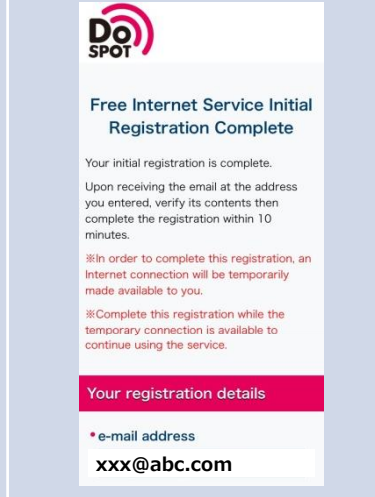 Do
SPOT
Free Internet Service Initial
Registration Complete
Your initial registration is complete.
Upon receiving the email at the address
you entered, verify its contents then
complete the registration within 10
minutes.
※In order to complete this registration, an
Internet connection will be temporarily
made available to you.
※Complete this registration while the
temporary connection is available to
continue using the service.
Your registration details
•e-mail address
xxx@abc.com